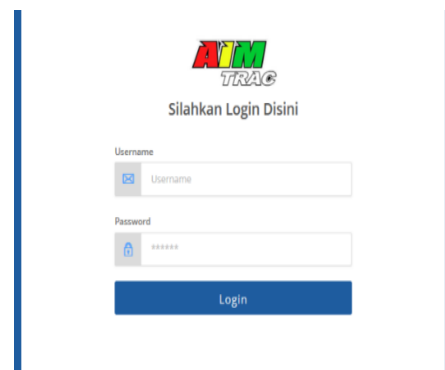 AIM
TRAC
Silahkan Login Disini
Username
Username
Password
******
Login